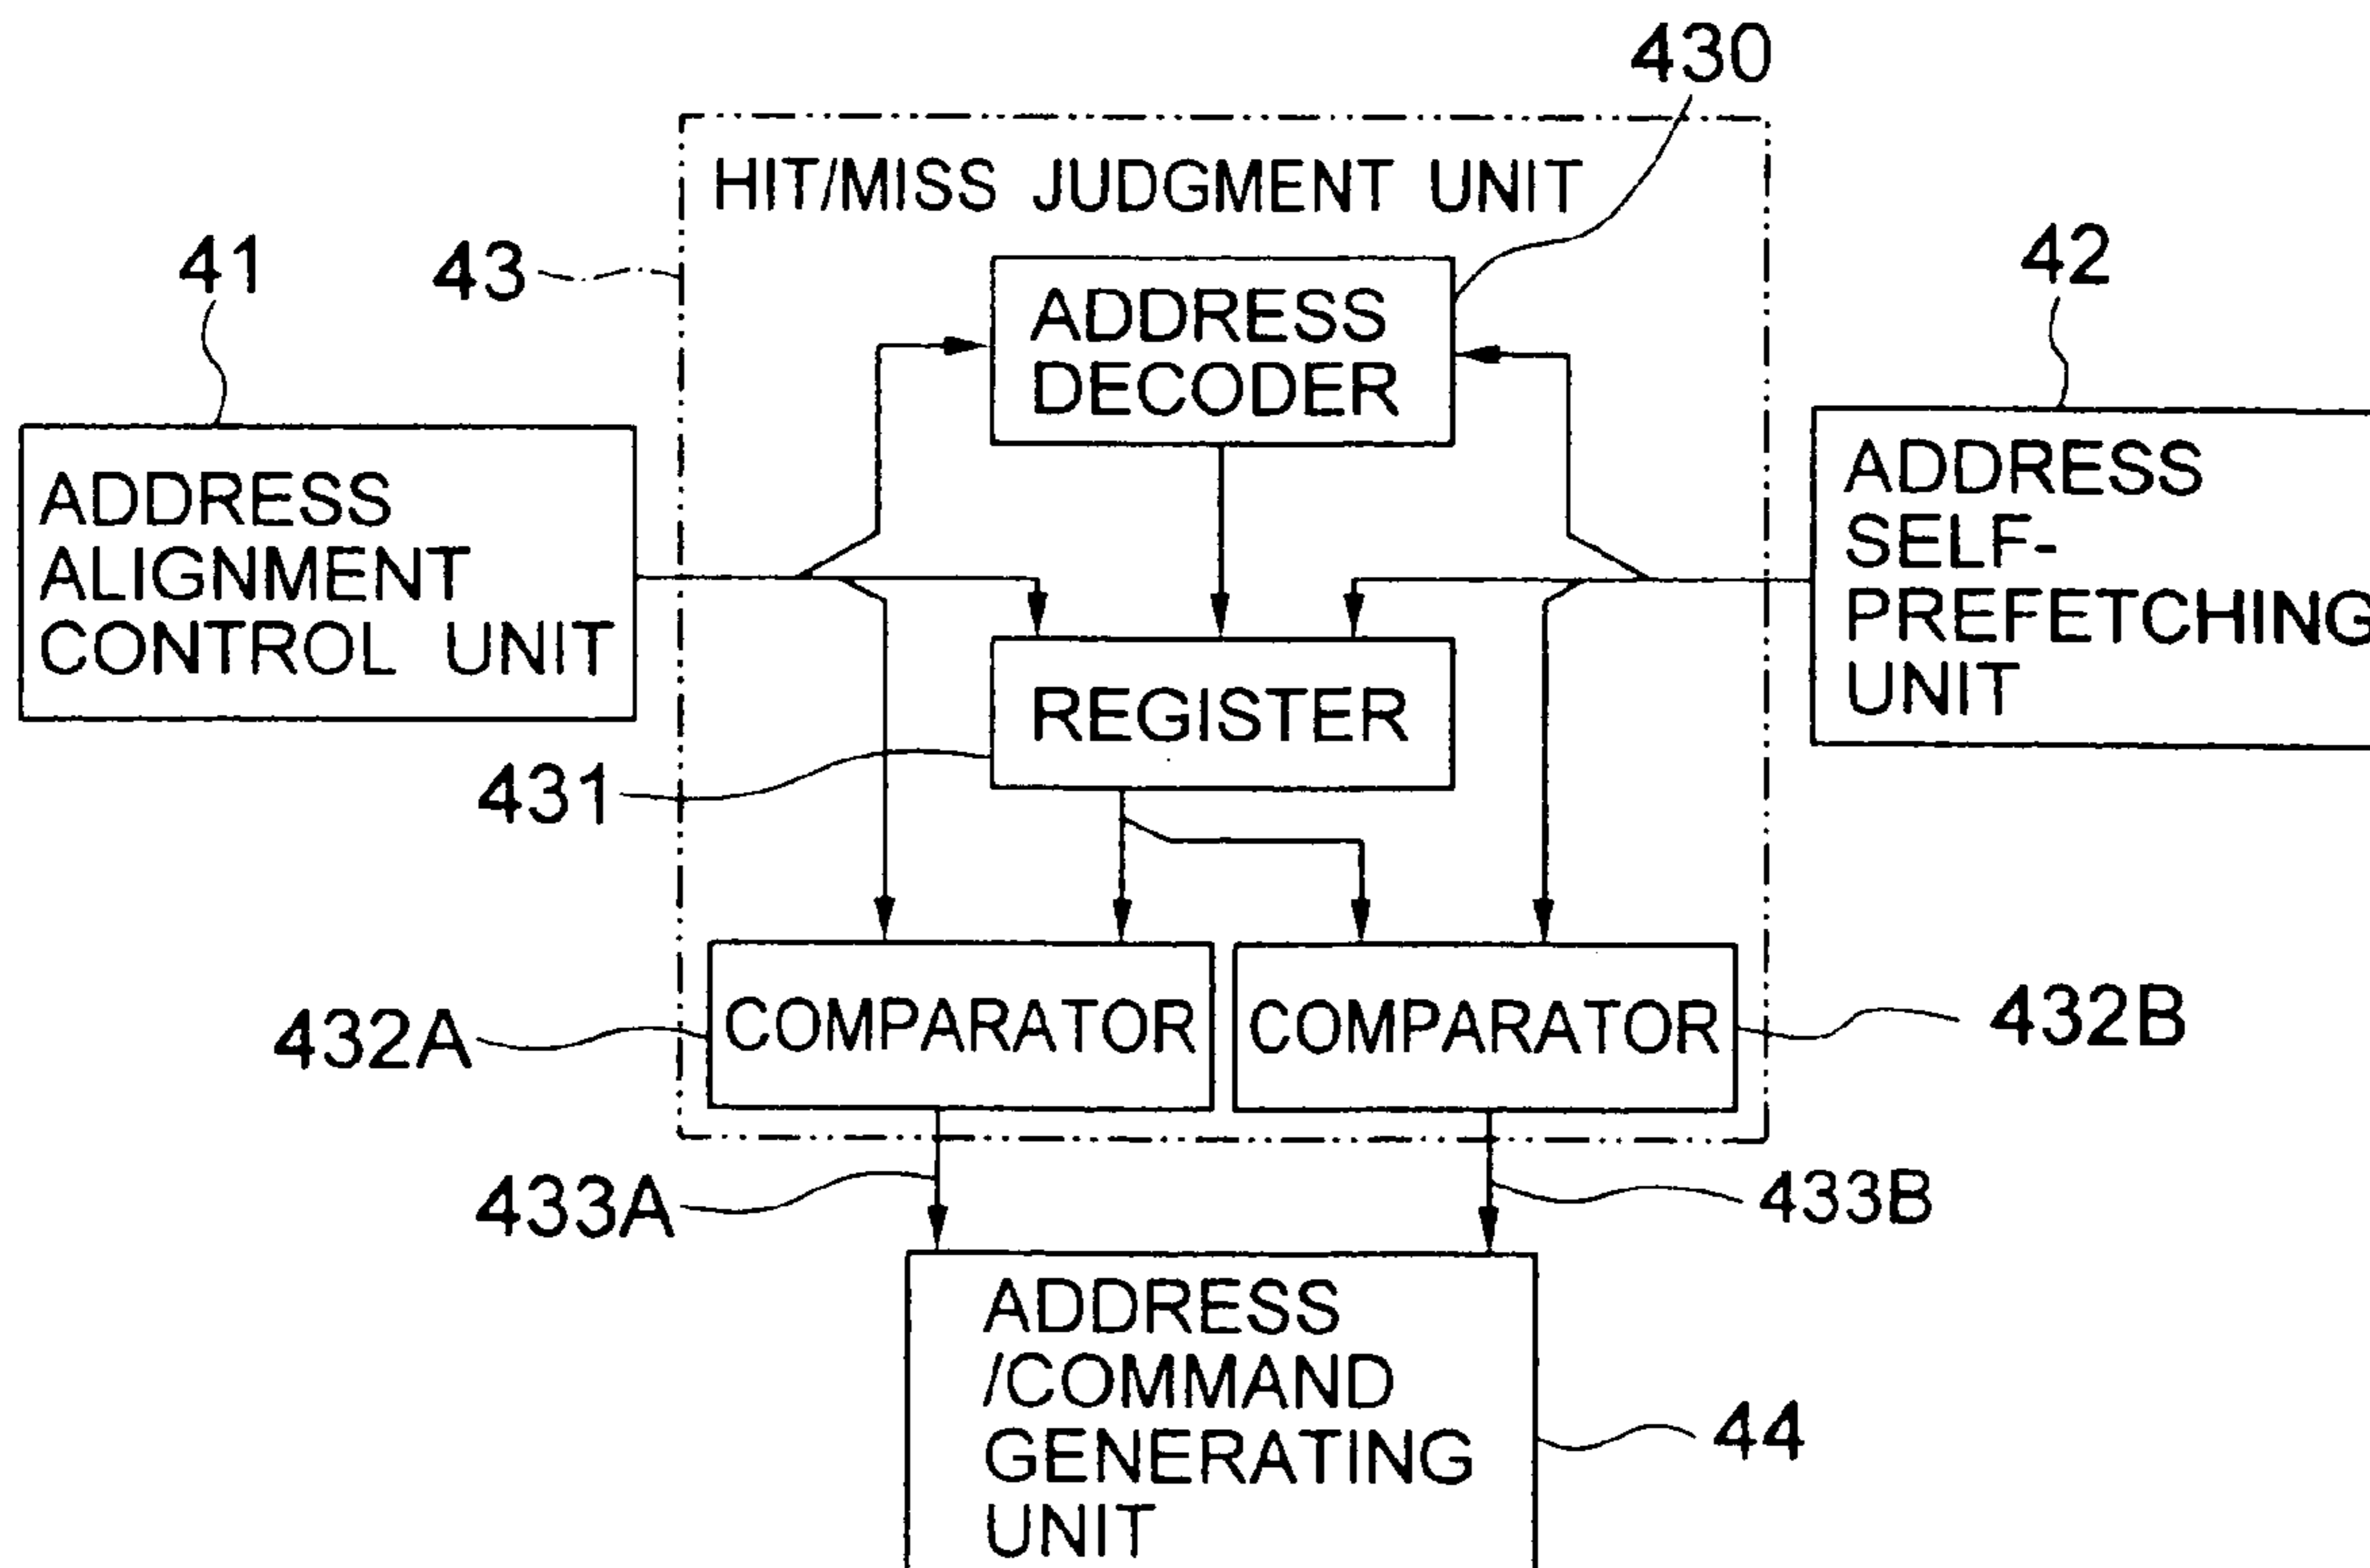 430
HIT/MISS JUDGMENT UNIT
41
43
42
ADDRESS
DECODER
ADDRESS
ALIGNMENT
CONTROL UNIT
ADDRESS
SELF-
PREFETCHING
UNIT
REGISTER
431
COMPARATOR
COMPARATOR
432A
432B
433A
433B
ADDRESS
/COMMAND
GENERATING
UNIT
44